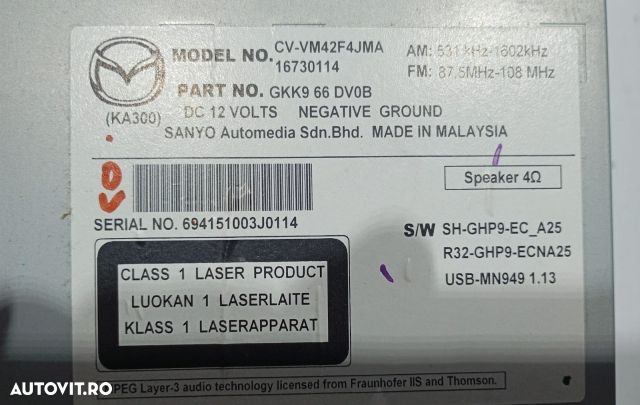 MODEL NO. CV-VM42F4JMA
16730114
AM: 531 kHz-1602kHz
FM: 87.5MHz-108 MHz
PART NO. GKK9 66 DV0B
(KA300)
DC 12 VOLTS NEGATIVE GROUND
SANYO Automedia Sdn.Bhd. MADE IN MALAYSIA
Speaker 4Ω
SERIAL NO. 694151003J0114
S/W SH-GHP9-EC_A25
R32-GHP9-ECNA25
USB-MN949 1.13
CLASS 1 LASER PRODUCT
LUOKAN 1 LASERLAITE
KLASS 1 LASERAPPARAT
PEG Layer-3 audio technology licensed from Fraunhofer IIS and Thomson.
AUTOVIT.RO